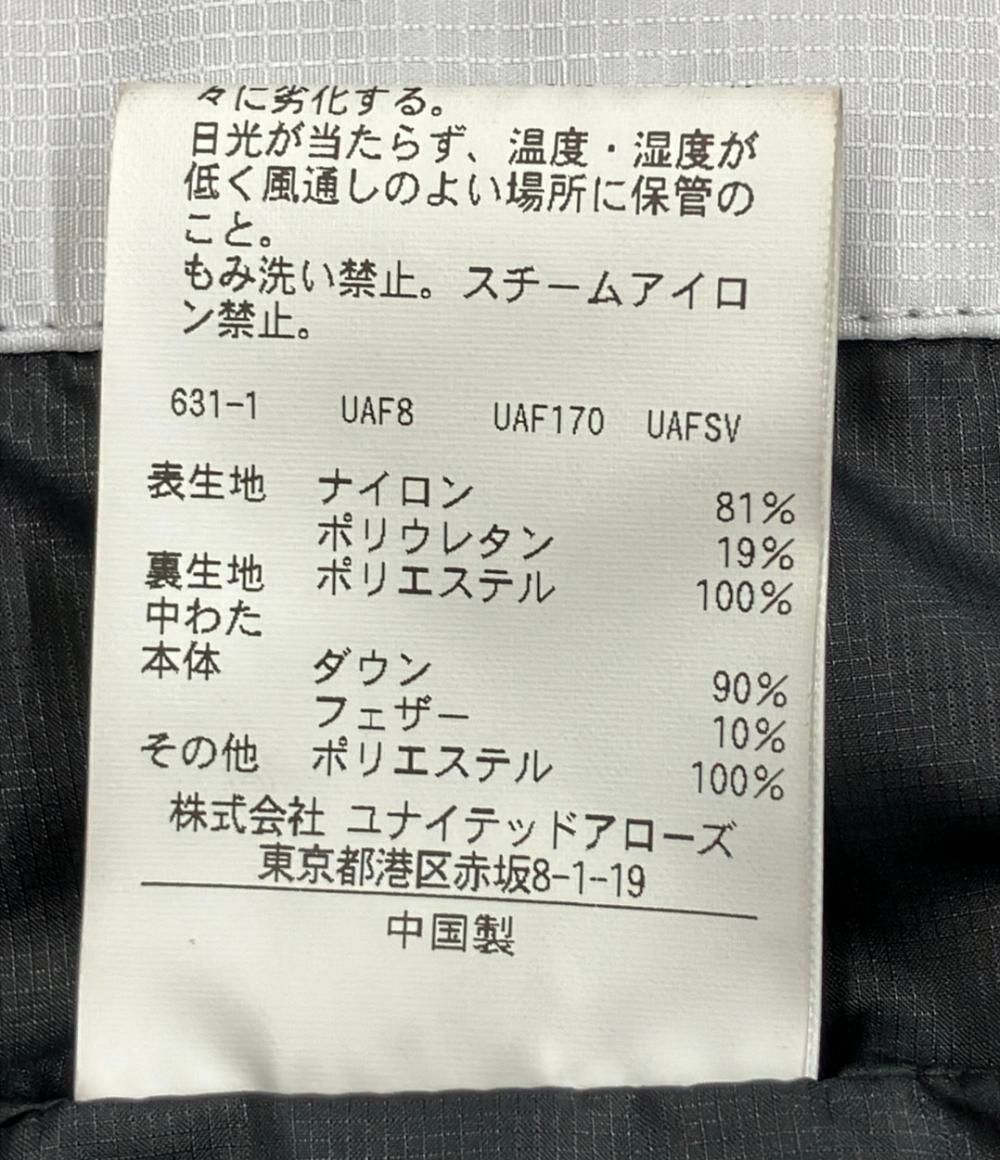 々に劣化する。
日光が当たらず、温度・湿度が
低く風通しのよい場所に保管の
こと。
もみ洗い禁止。スチームアイロ
ン禁止。
631-1 UAF8 UAF170 UAFSV
表生地 ナイロン 81%
ポリウレタン 19%
裏生地 ポリエステル 100%
中わた
本体 ダウン 90%
フェザー 10%
その他 ポリエステル 100%
株式会社 ユナイテッドアローズ
東京都港区赤坂8-1-19
中国製